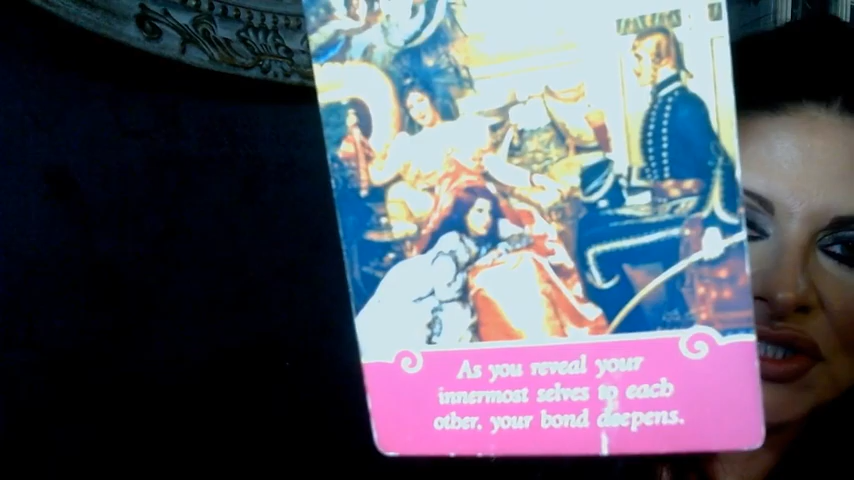 As you reveal your
innermost selves to each
other, your bond deepens.